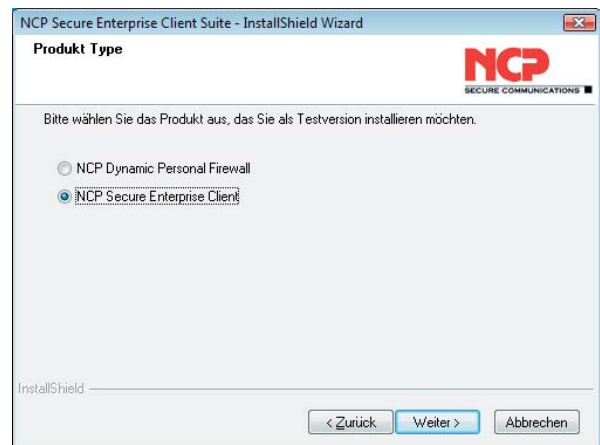 NCP Secure Enterprise Client Suite - InstallShield Wizard
Produkt Type
NCP
SECURE COMMUNICATIONS
Bitte wählen Sie das Produkt aus, das Sie als Testversion installieren möchten.
NCP Dynamic Personal Firewall
NCP Secure Enterprise Client
InstallShield
< Zurück
Weiter >
Abbrechen